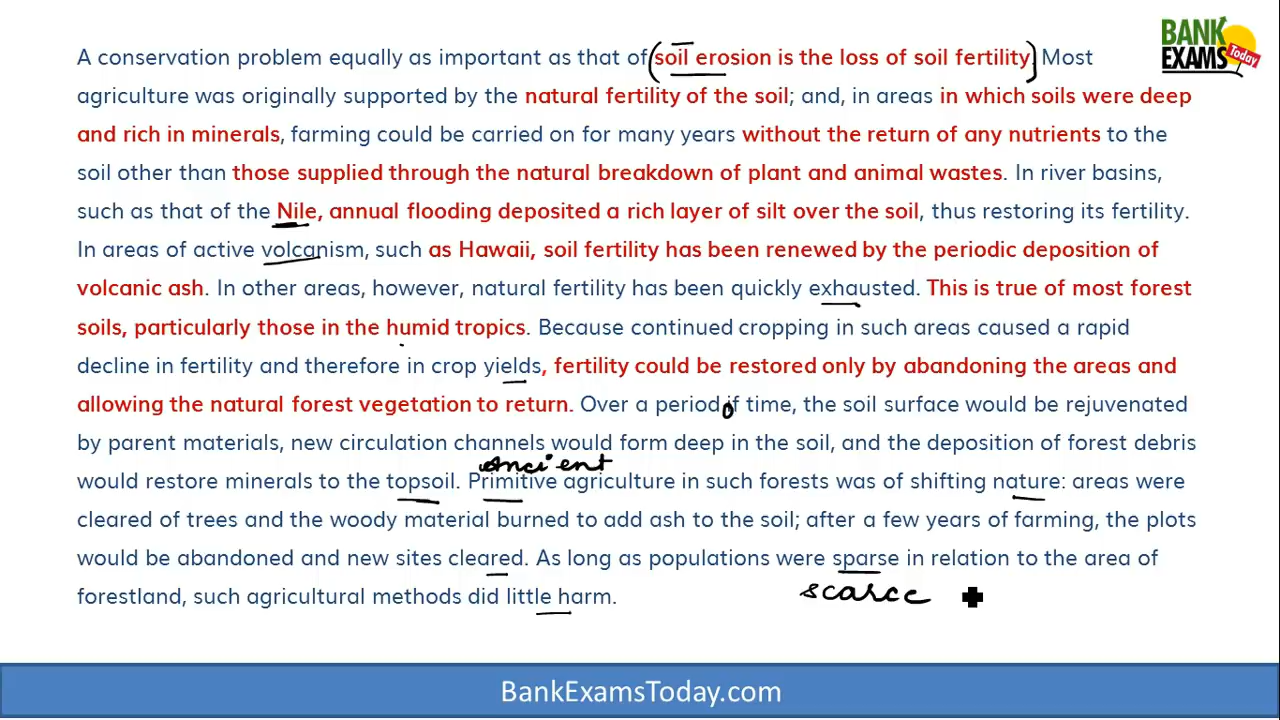 A conservation problem equally as important as that of (soil erosion is the loss of soil fertility.) Most
agriculture was originally supported by the natural fertility of the soil; and, in areas in which soils were deep
and rich in minerals, farming could be carried on for many years without the return of any nutrients to the
soil other than those supplied through the natural breakdown of plant and animal wastes. In river basins,
such as that of the Nile, annual flooding deposited a rich layer of silt over the soil, thus restoring its fertility.
In areas of active volcanism, such as Hawaii, soil fertility has been renewed by the periodic deposition of
volcanic ash. In other areas, however, natural fertility has been quickly exhausted. This is true of most forest
soils, particularly those in the humid tropics. Because continued cropping in such areas caused a rapid
decline in fertility and therefore in crop yields, fertility could be restored only by abandoning the areas and
allowing the natural forest vegetation to return. Over a period of time, the soil surface would be rejuvenated
by parent materials, new circulation channels would form deep in the soil, and the deposition of forest debris
Ancient
would restore minerals to the topsoil. Primitive agriculture in such forests was of shifting nature: areas were
cleared of trees and the woody material burned to add ash to the soil; after a few years of farming, the plots
would be abandoned and new sites cleared. As long as populations were sparse in relation to the area of
forestland, such agricultural methods did little harm.
scarce
BANK
EXAMS
Today
BankExamsToday.com